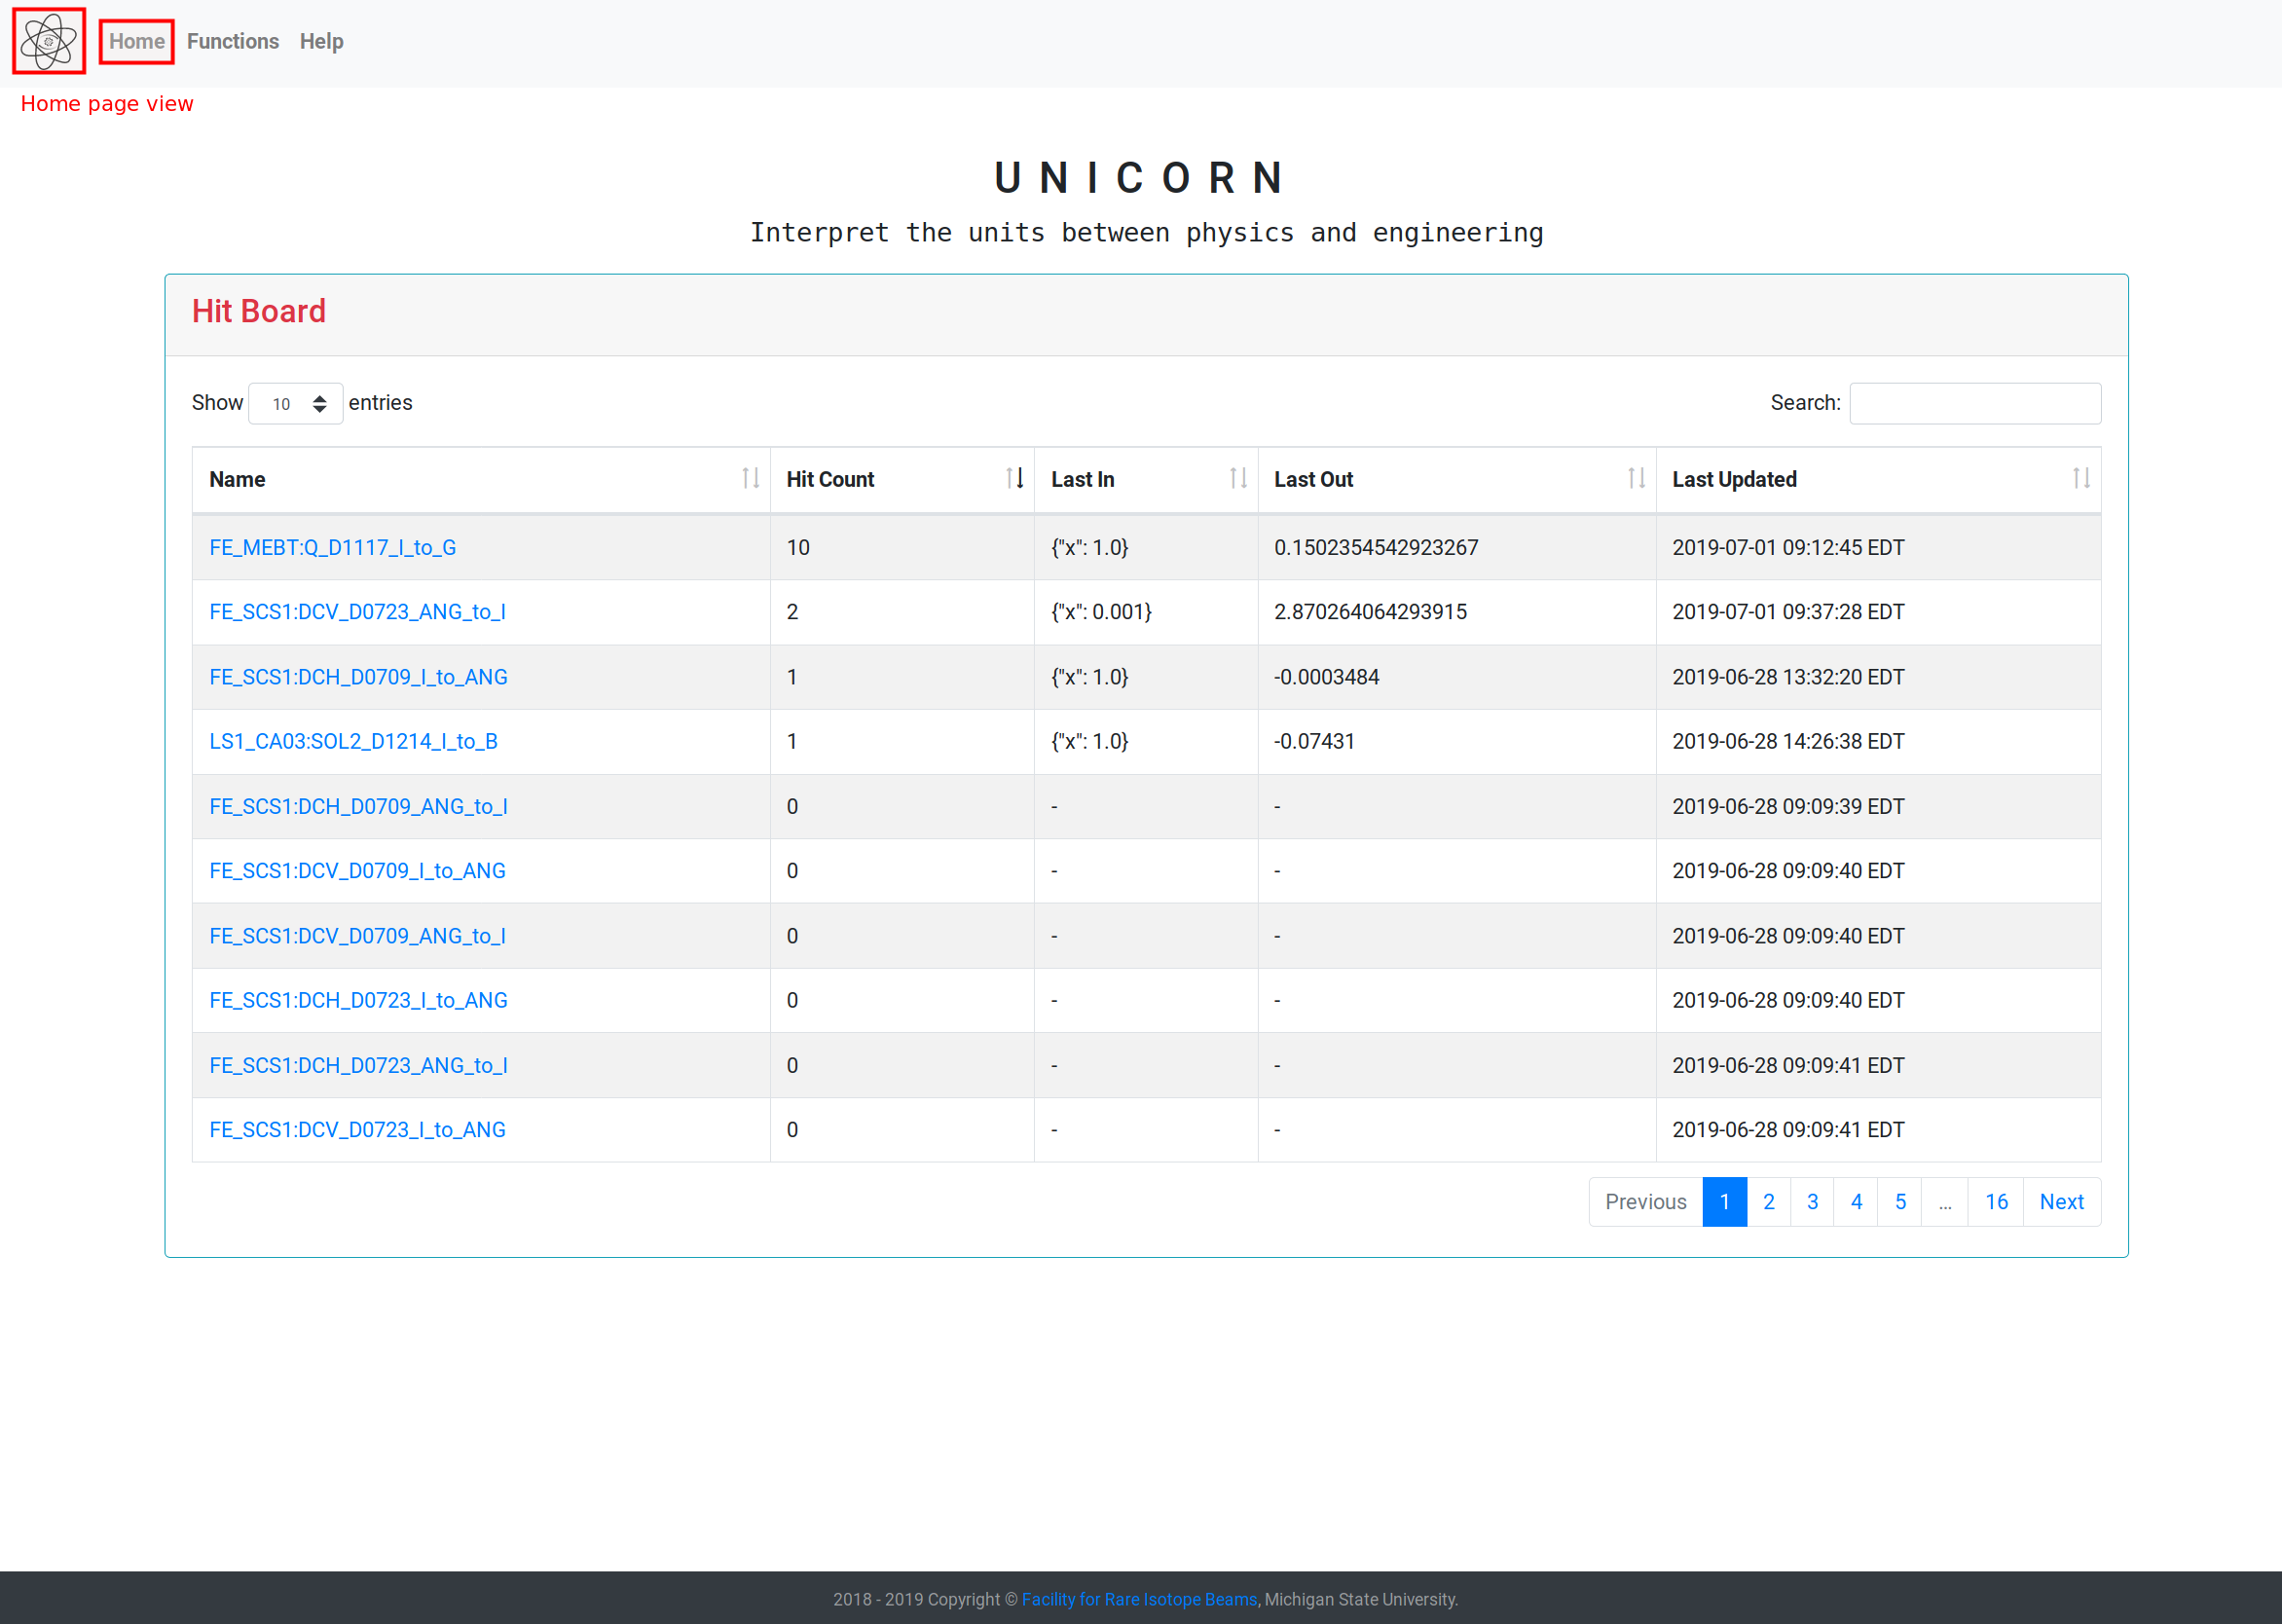 Home Functions Help
Home page view
UNICORN
Interpret the units between physics and engineering
Hit Board
Show 10 entries Search:
Name Hit Count Last In Last Out Last Updated
FE_MEBT:Q_D1117_I_to_G 10 {"x": 1.0} 0.1502354542923267 2019-07-01 09:12:45 EDT
FE_SCS1:DCV_D0723_ANG_to_I 2 {"x": 0.001} 2.870264064293915 2019-07-01 09:37:28 EDT
FE_SCS1:DCH_D0709_I_to_ANG 1 {"x": 1.0} -0.0003484 2019-06-28 13:32:20 EDT
LS1_CA03:SOL2_D1214_I_to_B 1 {"x": 1.0} -0.07431 2019-06-28 14:26:38 EDT
FE_SCS1:DCH_D0709_ANG_to_I 0 - - 2019-06-28 09:09:39 EDT
FE_SCS1:DCV_D0709_I_to_ANG 0 - - 2019-06-28 09:09:40 EDT
FE_SCS1:DCV_D0709_ANG_to_I 0 - - 2019-06-28 09:09:40 EDT
FE_SCS1:DCH_D0723_I_to_ANG 0 - - 2019-06-28 09:09:40 EDT
FE_SCS1:DCH_D0723_ANG_to_I 0 - - 2019-06-28 09:09:41 EDT
FE_SCS1:DCV_D0723_I_to_ANG 0 - - 2019-06-28 09:09:41 EDT
Previous 1 2 3 4 5 … 16 Next
2018 - 2019 Copyright © Facility for Rare Isotope Beams, Michigan State University.